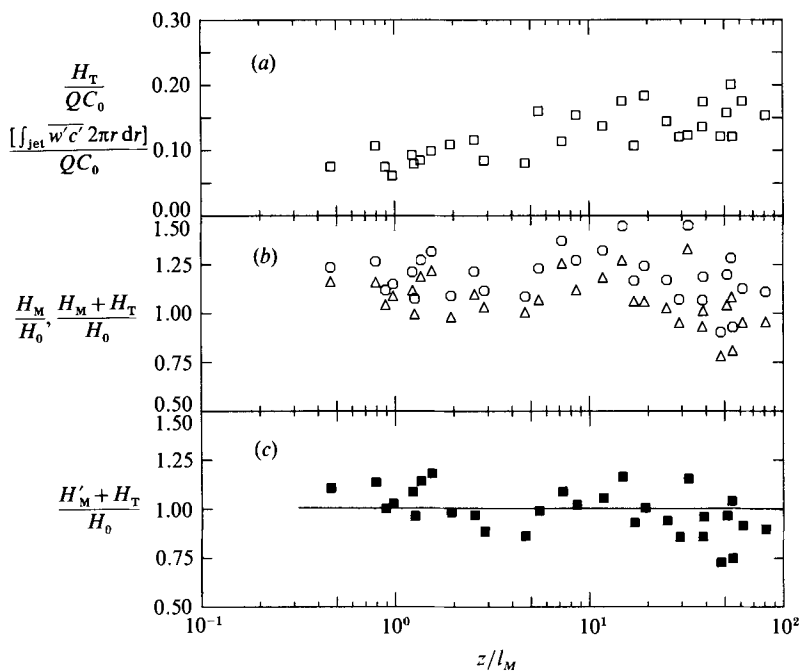 0.30
(a)
H_T
QC_0
0.20
[∫_jet w′c′ 2πr dr]
QC_0
0.10
0.00
1.50
(b)
1.25
H_M/H_0, H_M + H_T/H_0
1.00
0.75
0.50
1.50
(c)
1.25
H′_M + H_T
H_0
1.00
0.75
0.50
10^−1 10^0 10^1 10^2
z/l_M